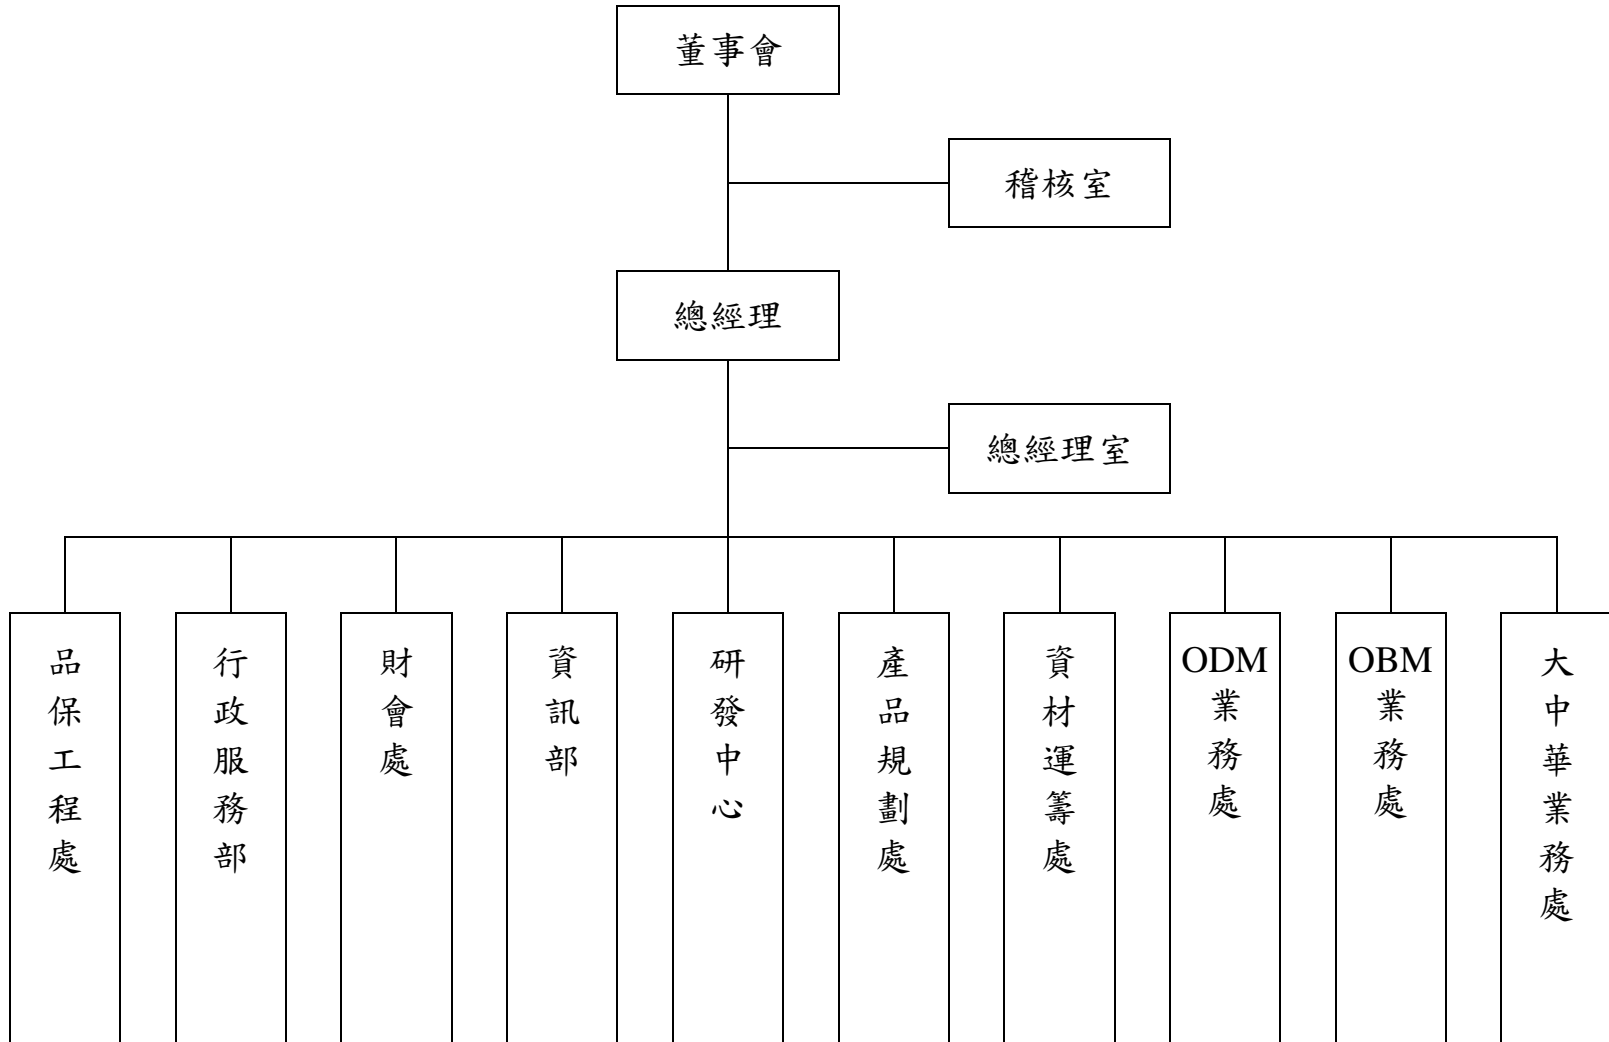 董事會
稽核室
總經理
總經理室
品保工程處
行政服務部
財會處
資訊部
研發中心
產品規劃處
資材運籌處
ODM業務處
OBM業務處
大中華業務處